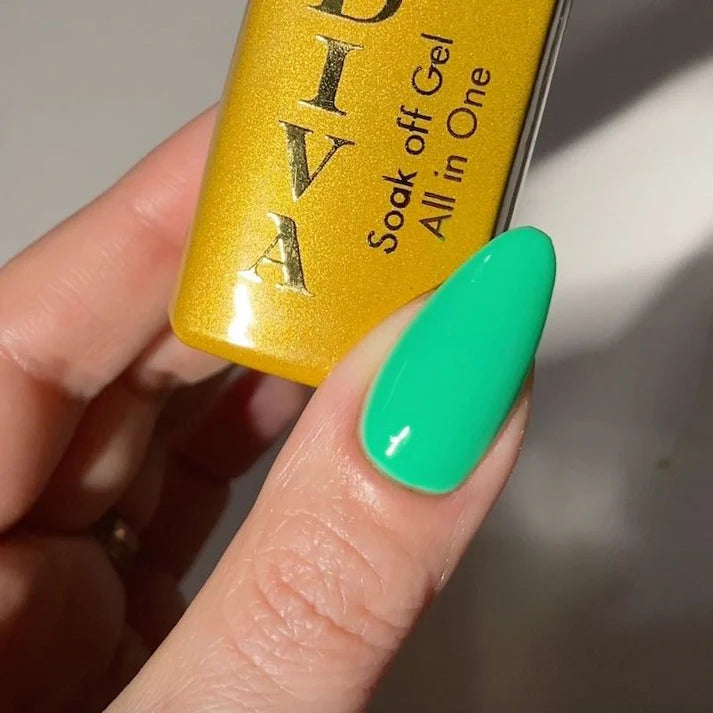 DIVA
Soak off Gel
All in One